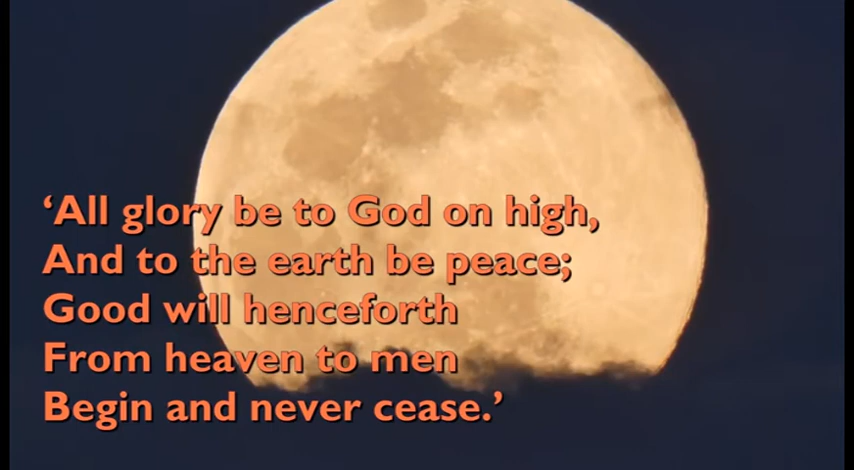 ‘All glory be to God on high,
And to the earth be peace;
Good will henceforth
From heaven to men
Begin and never cease.’